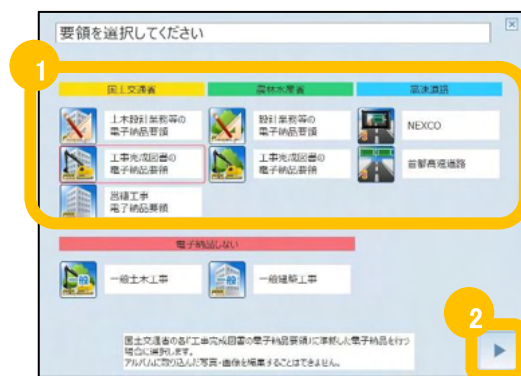 要領を選択してください
1
国土交通省
農林水産省
高速道路
土木設計業務等の
電子納品要領
設計業務等の
電子納品要領
NEXCO
工事完成図書の
電子納品要領
工事完成図書の
電子納品要領
首都高速道路
営繕工事
電子納品要領
電子納品しない
一般土木工事
一般建築工事
2
国土交通省の各「工事完成図書の電子納品要領」に準拠した電子納品を行う
場合に選択します。
アルバムに取り込んだ写真・画像を編集することはできません。